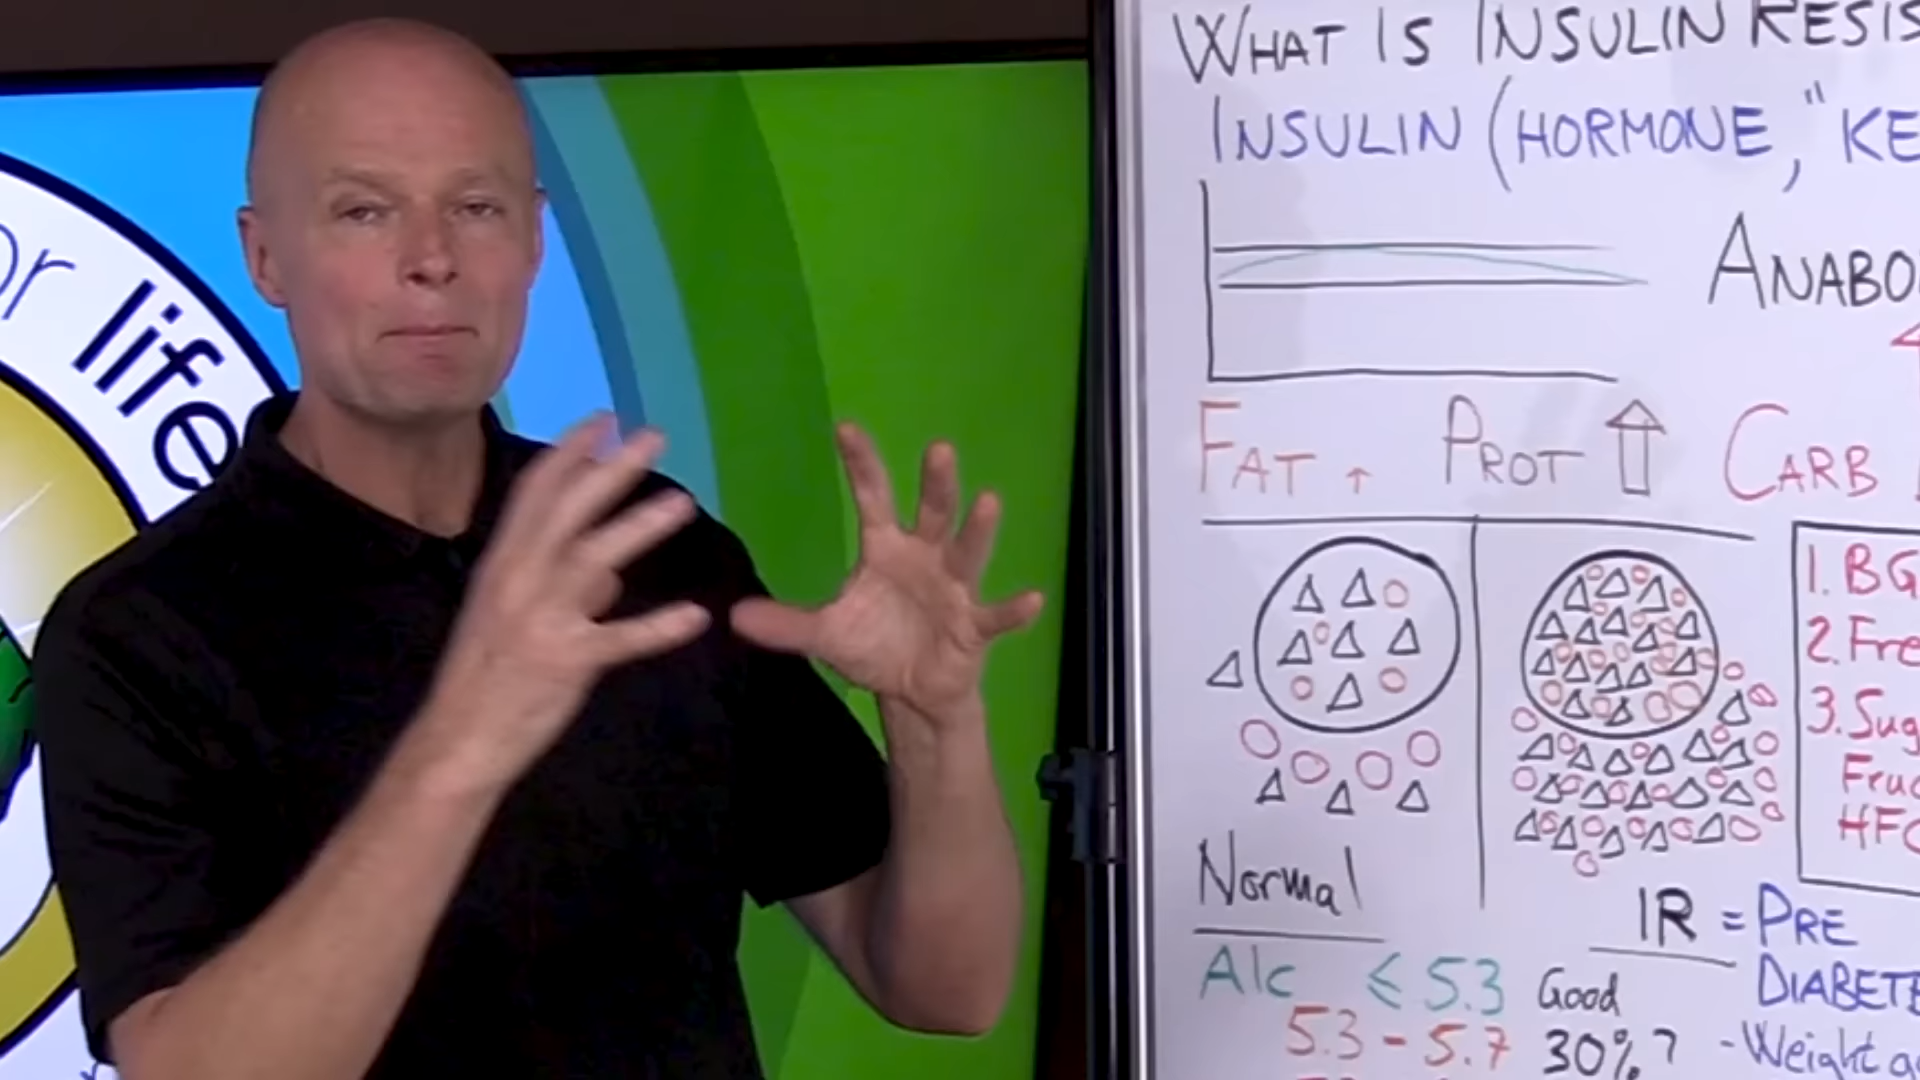 or life
WHAT IS INSULIN RESIS
INSULIN (HORMONE, "KE
ANABO
FAT ↑ PROT ⇧ CARB
1. BG
2. Fre
3. Sug
Fruc
HF
Normal
IR = PRE
DIABETE
A1c ≤ 5.3 Good
5.3 - 5.7 30%?
- Weight